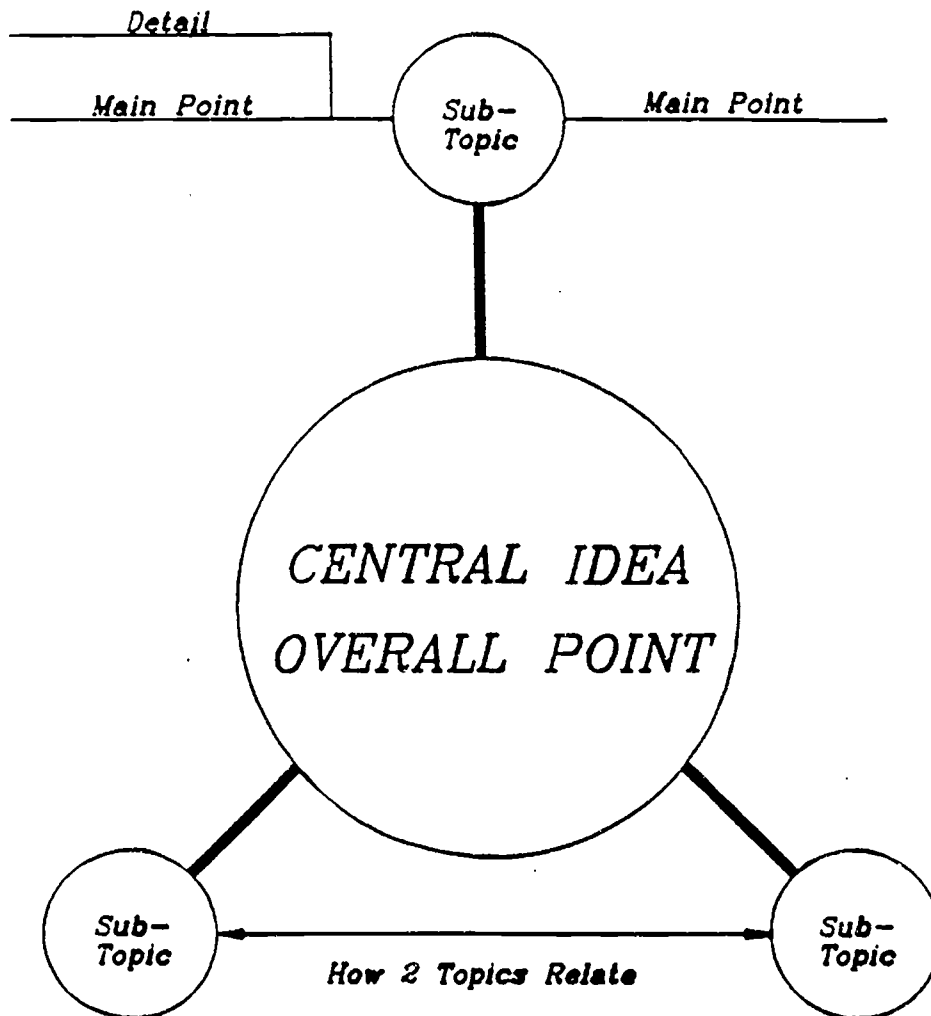 Detail
Main Point
Sub-
Topic
Main Point
CENTRAL IDEA
OVERALL POINT
Sub-
Topic
How 2 Topics Relate
Sub-
Topic